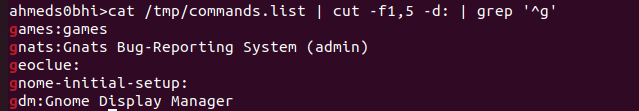 ahmeds0bhi>cat /tmp/commands.list | cut -f1,5 -d: | grep '^g'
games:games
gnats:Gnats Bug-Reporting System (admin)
geoclue:
gnome-initial-setup:
gdm:Gnome Display Manager